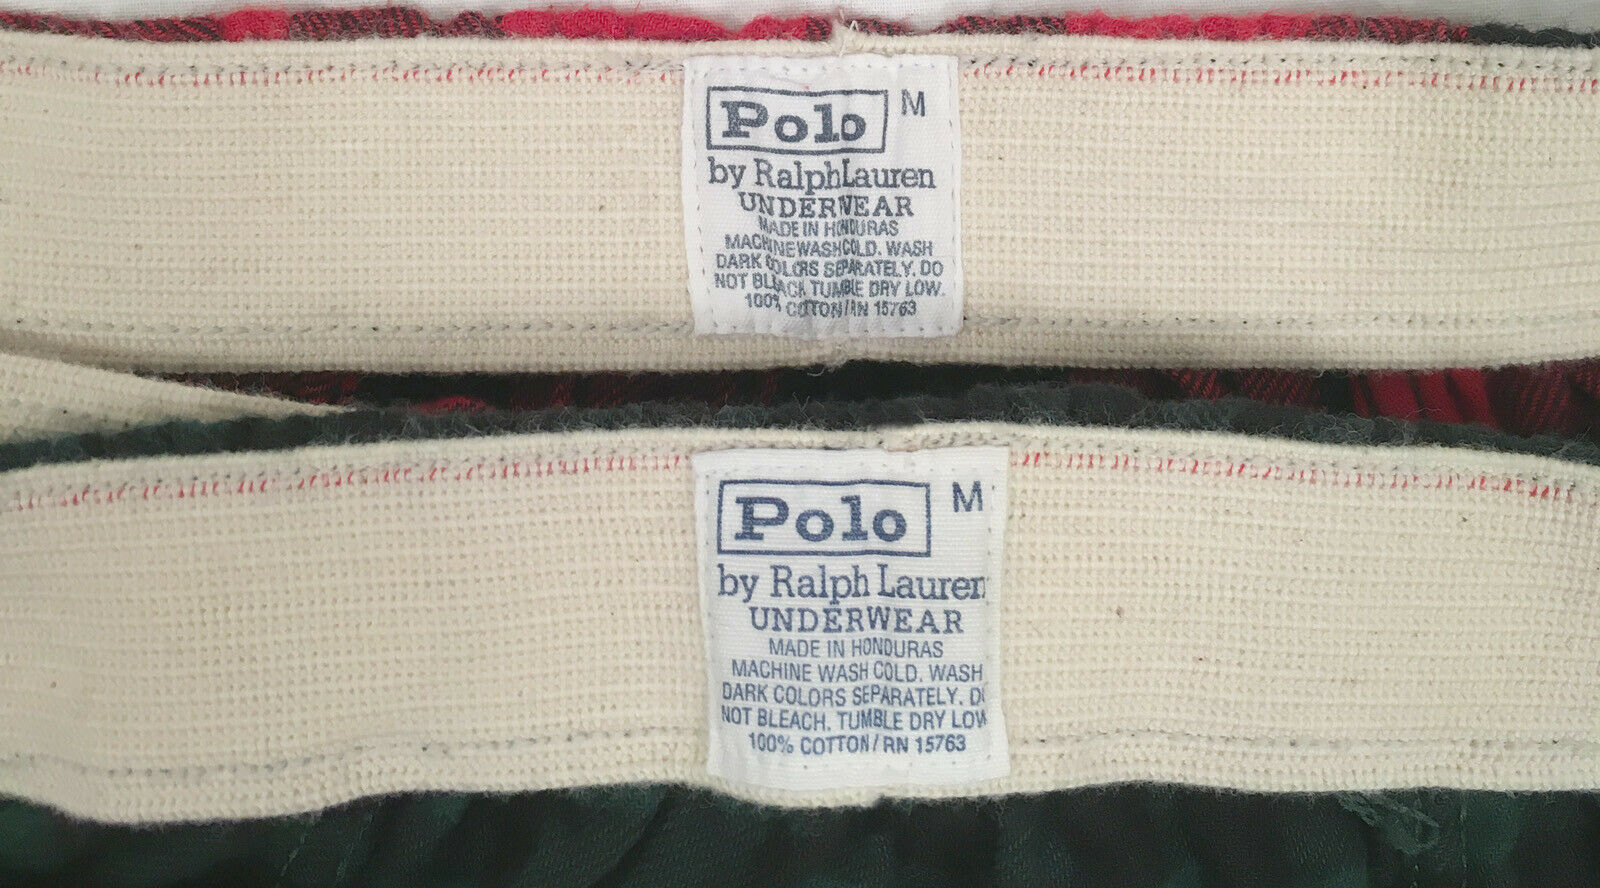 Polo M
by Ralph Lauren
UNDERWEAR
MADE IN HONDURAS
MACHINE WASH COLD. WASH
DARK COLORS SEPARATELY. DO
NOT BLEACH. TUMBLE DRY LOW.
100% COTTON/RN 15763
Polo M
by Ralph Lauren
UNDERWEAR
MADE IN HONDURAS
MACHINE WASH COLD. WASH
DARK COLORS SEPARATELY. DO
NOT BLEACH. TUMBLE DRY LOW
100% COTTON/RN 15763